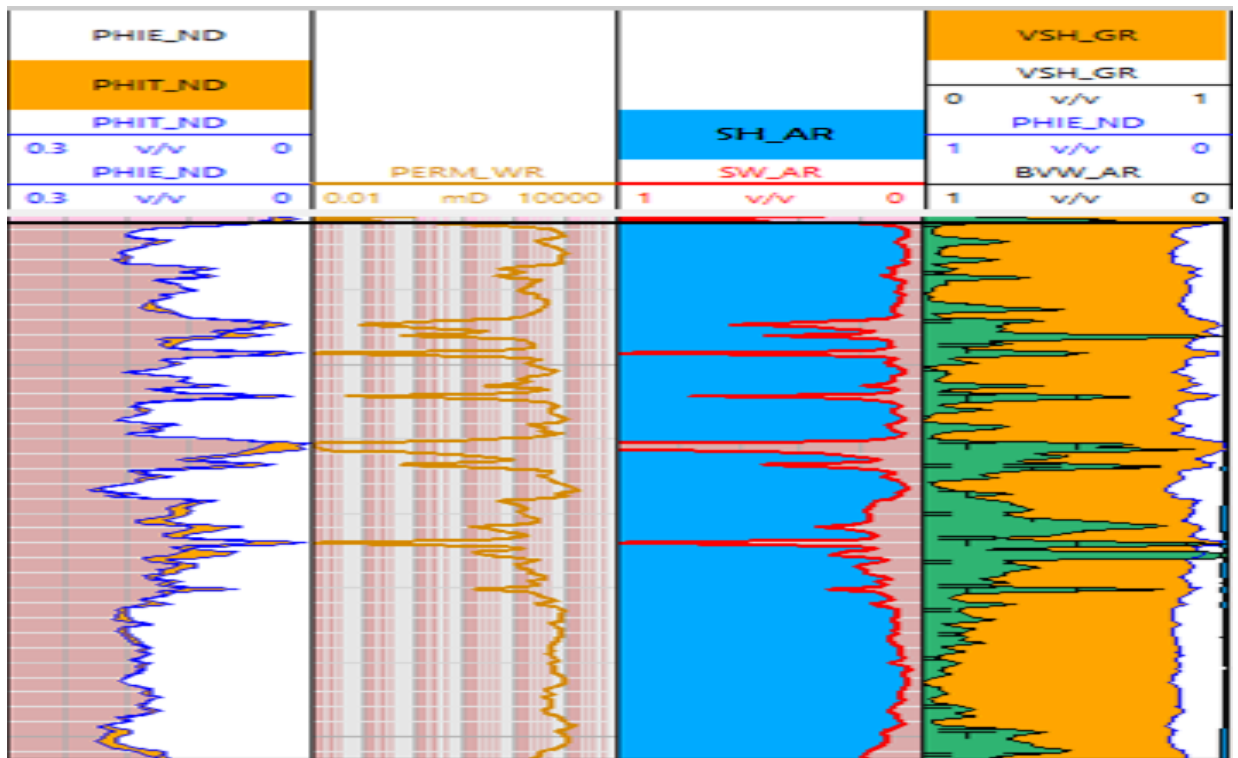 PHIE_ND
PHIT_ND
PHIT_ND
0.3 v/v 0
PHIE_ND
0.3 v/v 0
PERM_WR
0.01 mD 10000
SH_AR
SW_AR
1 v/v 0
VSH_GR
VSH_GR
0 v/v 1
PHIE_ND
1 v/v 0
BVW_AR
1 v/v 0